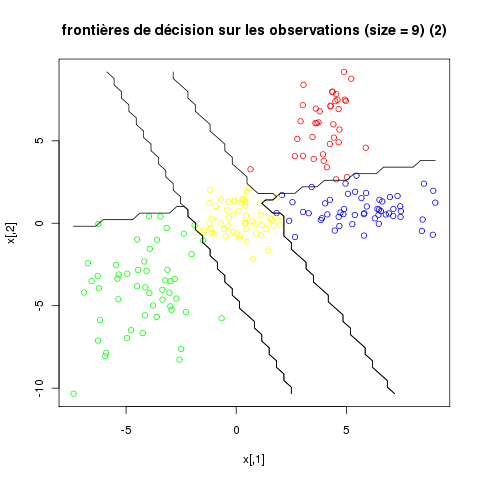 frontières de décision sur les observations (size = 9) (2)
x[,2]
5
0
-5
-10
-5
0
5
x[,1]